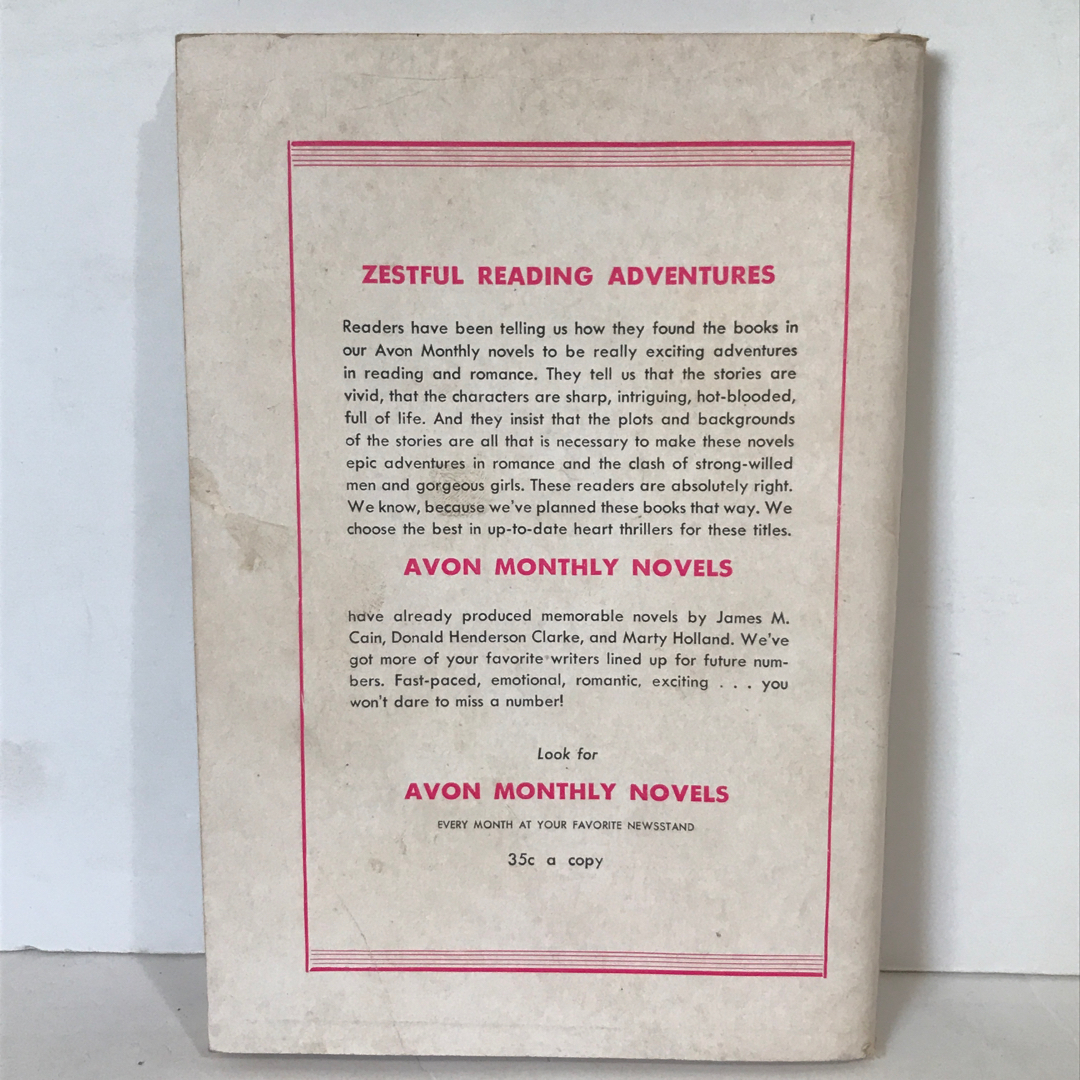 ZESTFUL READING ADVENTURES
Readers have been telling us how they found the books in
our Avon Monthly novels to be really exciting adventures
in reading and romance. They tell us that the stories are
vivid, that the characters are sharp, intriguing, hot-blooded,
full of life. And they insist that the plots and backgrounds
of the stories are all that is necessary to make these novels
epic adventures in romance and the clash of strong-willed
men and gorgeous girls. These readers are absolutely right.
We know, because we've planned these books that way. We
choose the best in up-to-date heart thrillers for these titles.
AVON MONTHLY NOVELS
have already produced memorable novels by James M.
Cain, Donald Henderson Clarke, and Marty Holland. We've
got more of your favorite writers lined up for future num-
bers. Fast-paced, emotional, romantic, exciting . . . you
won't dare to miss a number!
Look for
AVON MONTHLY NOVELS
EVERY MONTH AT YOUR FAVORITE NEWSSTAND
35c a copy